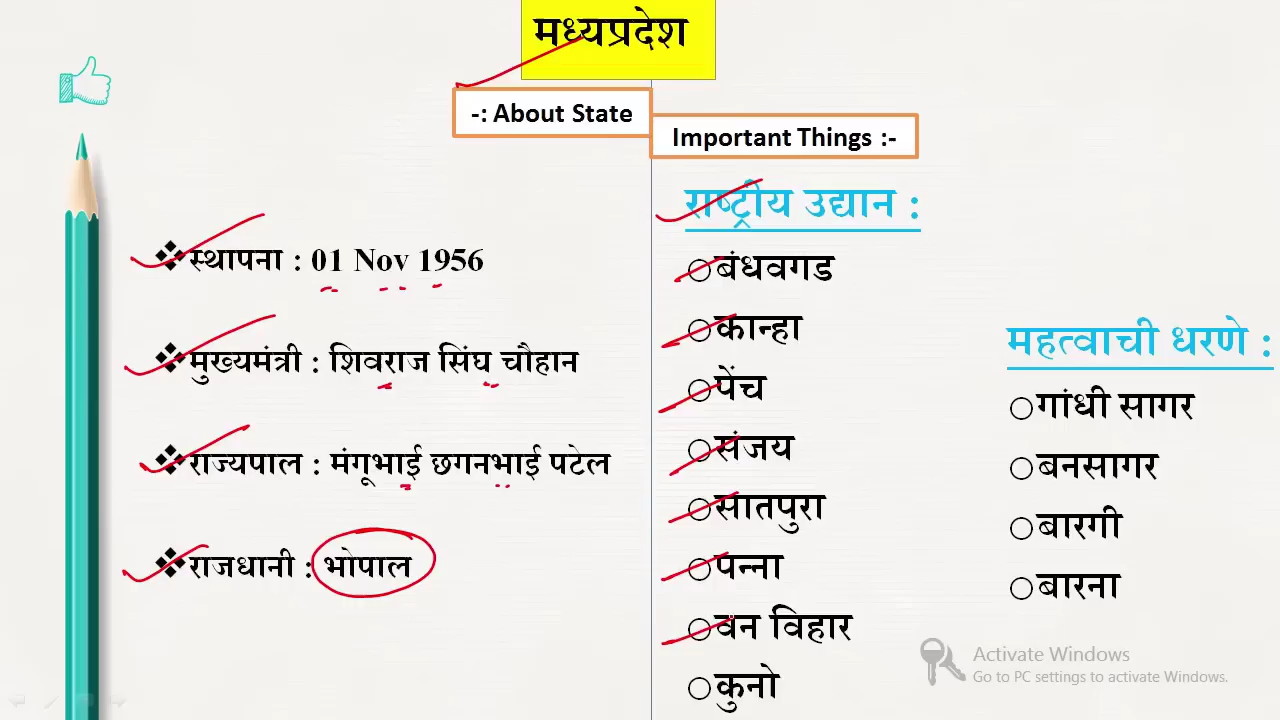 मध्यप्रदेश
-: About State
Important Things :-
स्थापना : 01 Nov 1956
मुख्यमंत्री : शिवराज सिंघ चौहान
राज्यपाल : मंगूभाई छगनभाई पटेल
राजधानी : भोपाल
राष्ट्रीय उद्यान :
बंधवगड
कान्हा
पेंच
संजय
सातपुरा
पन्ना
वन विहार
कुनो
महत्वाची धरणे :
गांधी सागर
बनसागर
बारगी
बारना
Activate Windows
Go to PC settings to activate Windows.